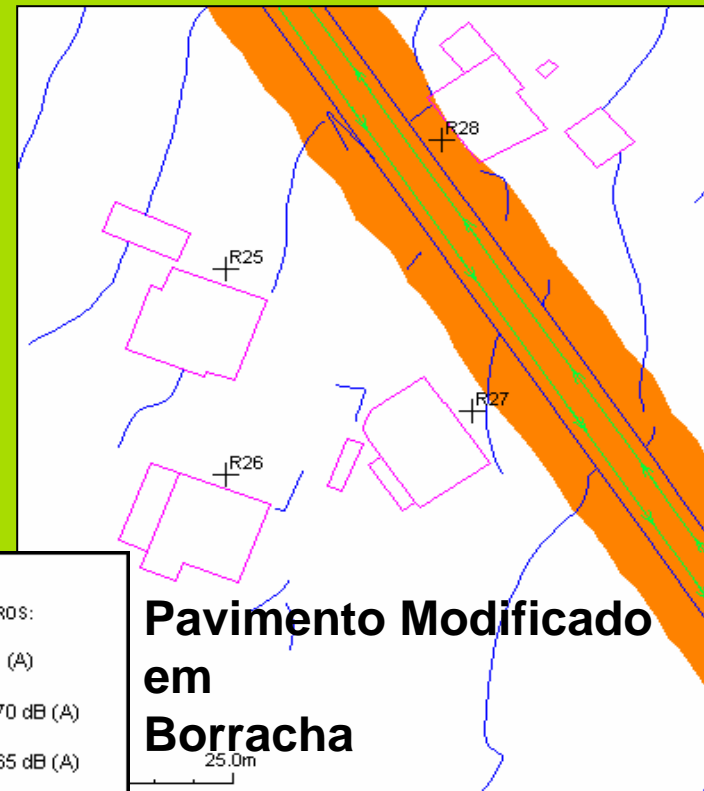 R28
R25
R27
R26
ROS:
(A)
70 dB (A)
65 dB (A)
Pavimento Modificado
em
Borracha
25.0m